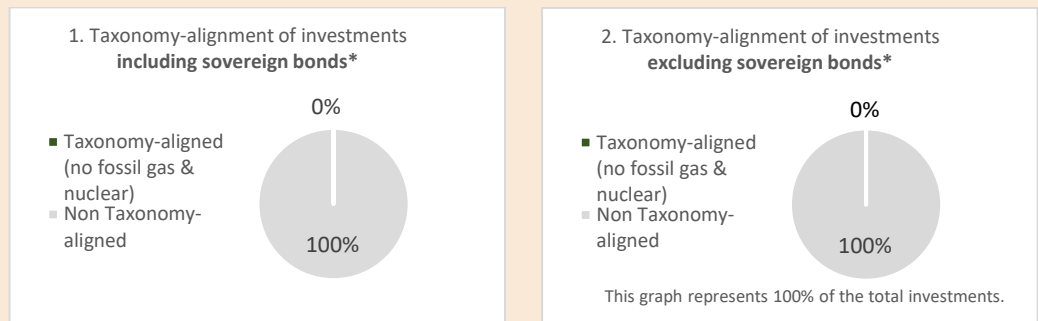 1. Taxonomy-alignment of investments
including sovereign bonds*
0%
Taxonomy-aligned
(no fossil gas &
nuclear)
Non Taxonomy-
aligned
100%
2. Taxonomy-alignment of investments
excluding sovereign bonds*
0%
Taxonomy-aligned
(no fossil gas &
nuclear)
Non Taxonomy-
aligned
100%
This graph represents 100% of the total investments.